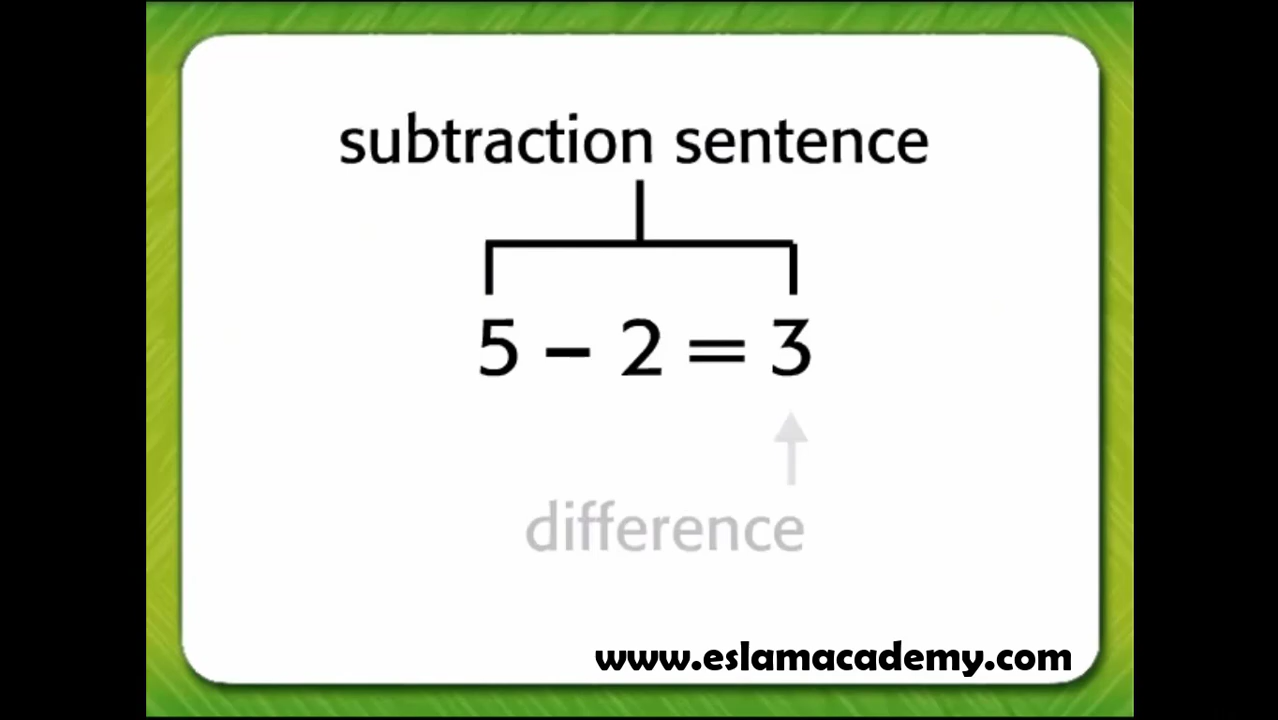 subtraction sentence
5 – 2 = 3
difference
www.eslamacademy.com